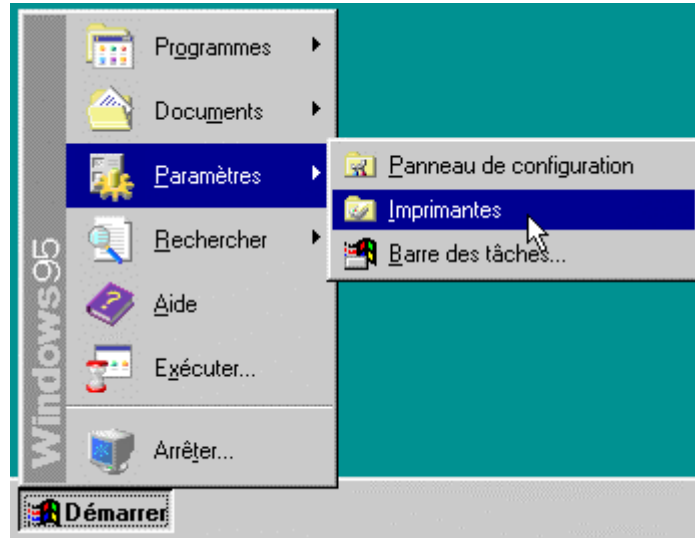 Programmes
Documents
Paramètres
Rechercher
Aide
Exécuter...
Arrêter...
Panneau de configuration
Imprimantes
Barre des tâches...
Windows95
Démarrer